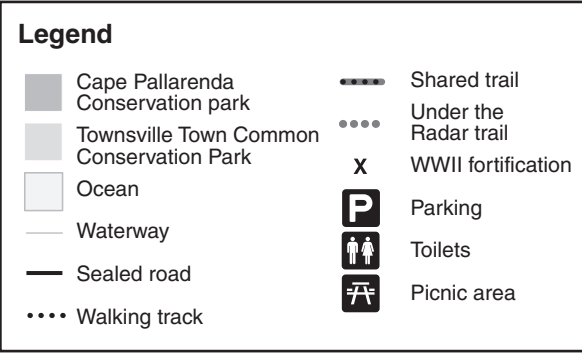 Legend
Cape Pallarenda
Conservation park
Townsville Town Common
Conservation Park
Ocean
Waterway
Sealed road
Walking track
Shared trail
Under the
Radar trail
X WWII fortification
P Parking
Toilets
Picnic area